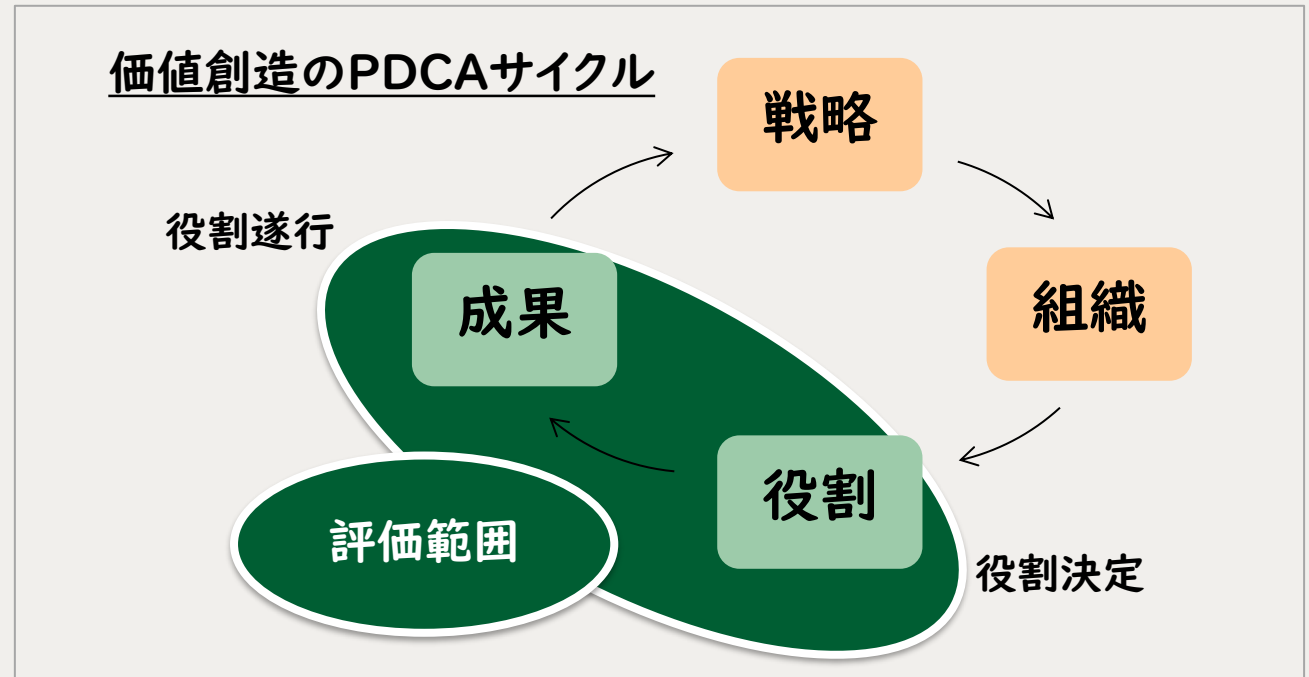 価値創造のPDCAサイクル
戦略
役割遂行
成果
組織
役割
評価範囲
役割決定